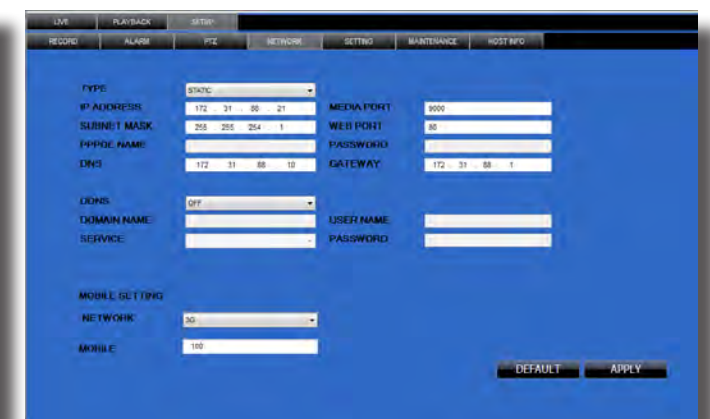 LIVE PLAYBACK SETUP
RECORD ALARM PTZ NETWORK SETTING MAINTENANCE HOST INFO
TYPE STATIC
IP ADDRESS 172 . 31 . 88 . 21 MEDIA PORT 9000
SUBNET MASK 255 . 255 . 254 . 1 WEB PORT 80
PPPOE NAME PASSWORD
DNS 172 . 31 . 88 . 10 GATEWAY 172 . 31 . 88 . 1
DDNS OFF
DOMAIN NAME USER NAME
SERVICE PASSWORD
MOBILE SETTING
NETWORK 3G
MOBILE 100
DEFAULT APPLY